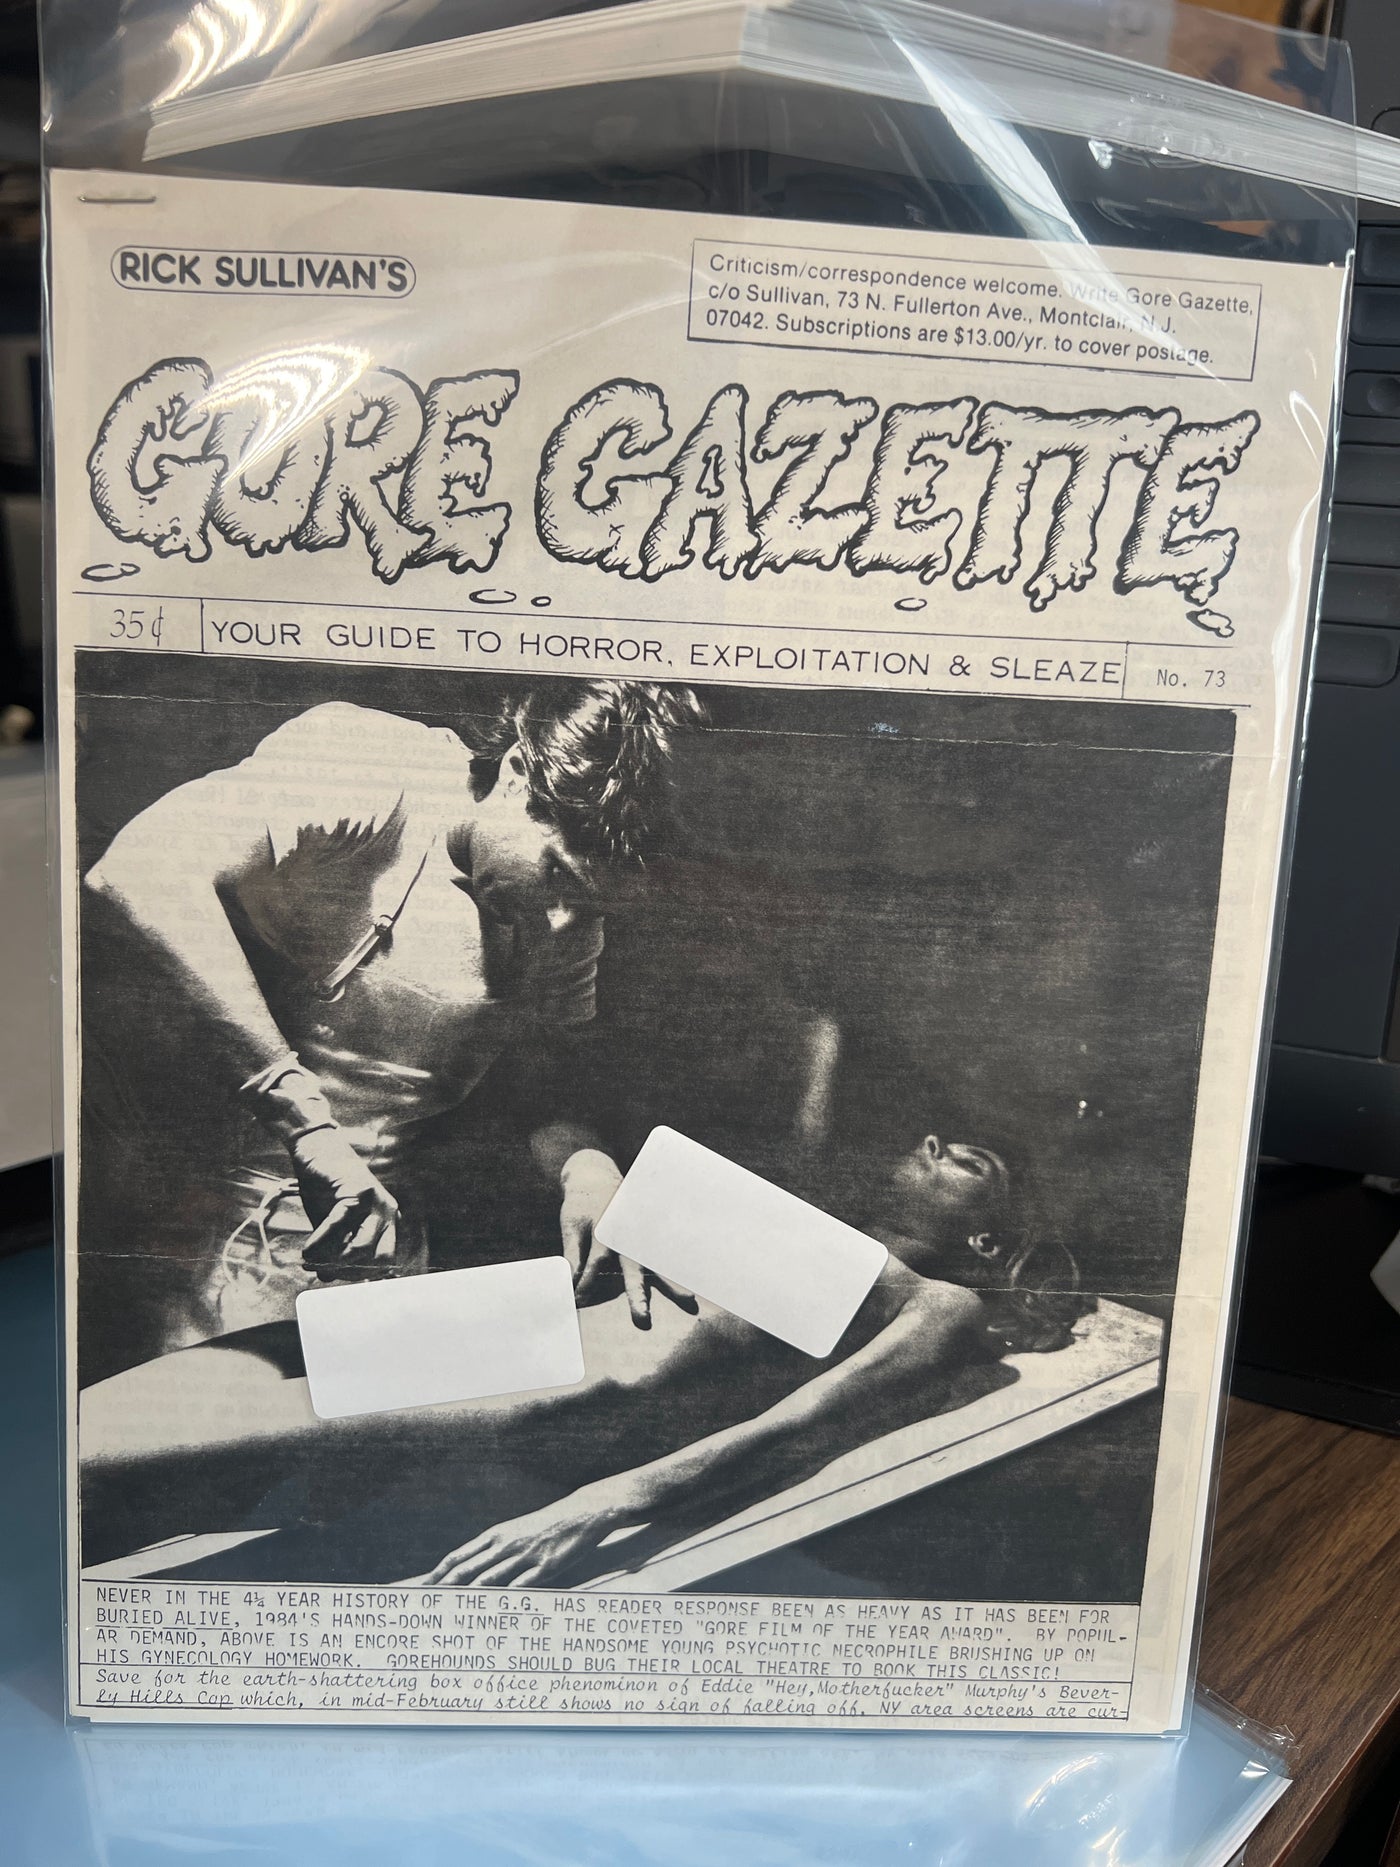 RICK SULLIVAN'S
Criticism/correspondence welcome. Write Gore Gazette,
c/o Sullivan, 73 N. Fullerton Ave., Montclair, N.J.
07042. Subscriptions are $13.00/yr. to cover postage.
GORE GAZETTE
35¢ YOUR GUIDE TO HORROR, EXPLOITATION & SLEAZE No. 73
NEVER IN THE 4¼ YEAR HISTORY OF THE G.G. HAS READER RESPONSE BEEN AS HEAVY AS IT HAS BEEN FOR
BURIED ALIVE, 1984'S HANDS-DOWN WINNER OF THE COVETED "GORE FILM OF THE YEAR AWARD". BY POPUL-
AR DEMAND, ABOVE IS AN ENCORE SHOT OF THE HANDSOME YOUNG PSYCHOTIC NECROPHILE BRUSHING UP ON
HIS GYNECOLOGY HOMEWORK. GOREHOUNDS SHOULD BUG THEIR LOCAL THEATRE TO BOOK THIS CLASSIC!
Save for the earth-shattering box office phenominon of Eddie "Hey,Motherfucker" Murphy's Bever-
ly Hills Cop which, in mid-February still shows no sign of falling off, NY area screens are cur-